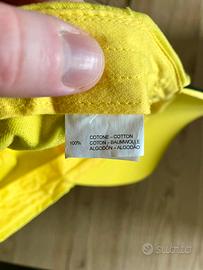 COTONE - COTTON
100% COTON - BAUMWOLLE
ALGODÓN - ALGODÃO
subito